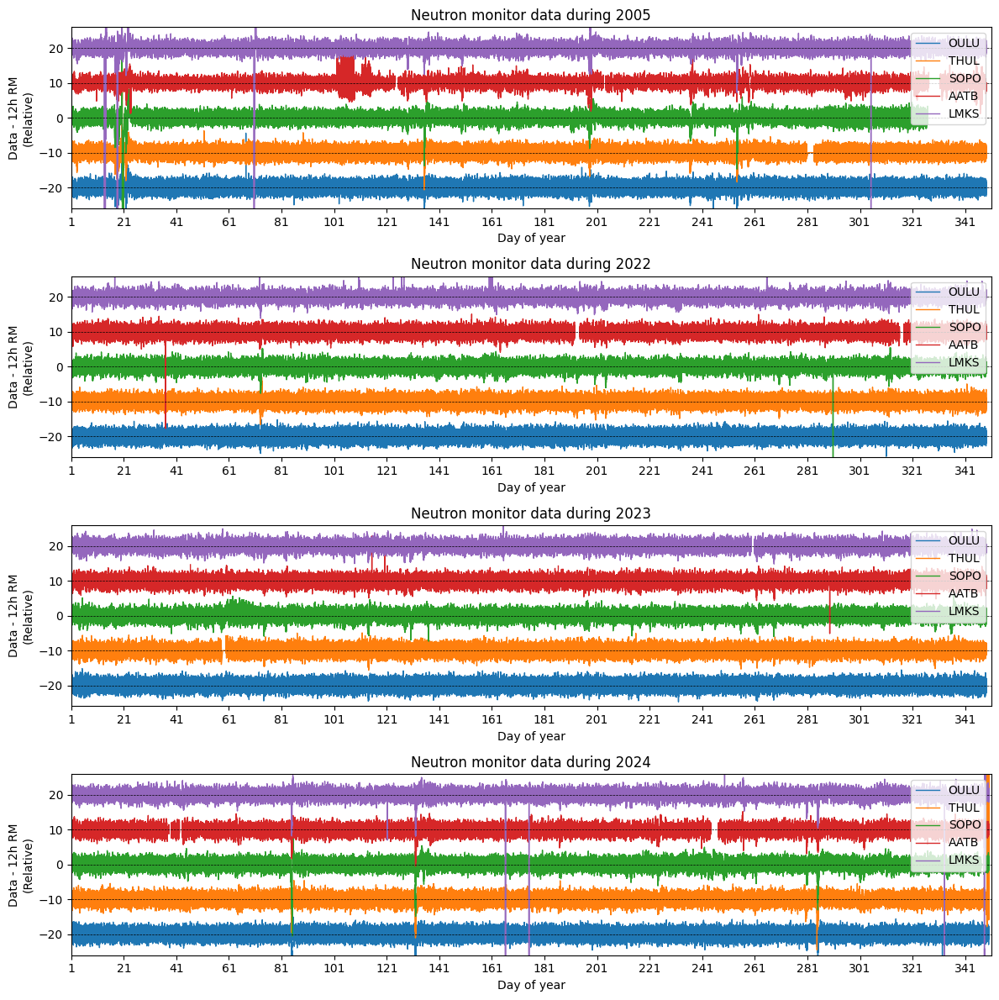 Neutron monitor data during 2005
Data - 12h RM
(Relative)
20
10
0
−10
−20
OULU
THUL
SOPO
AATB
LMKS
1 21 41 61 81 101 121 141 161 181 201 221 241 261 281 301 321 341
Day of year
Neutron monitor data during 2022
Data - 12h RM
(Relative)
20
10
0
−10
−20
OULU
THUL
SOPO
AATB
LMKS
1 21 41 61 81 101 121 141 161 181 201 221 241 261 281 301 321 341
Day of year
Neutron monitor data during 2023
Data - 12h RM
(Relative)
20
10
0
−10
−20
OULU
THUL
SOPO
AATB
LMKS
1 21 41 61 81 101 121 141 161 181 201 221 241 261 281 301 321 341
Day of year
Neutron monitor data during 2024
Data - 12h RM
(Relative)
20
10
0
−10
−20
OULU
THUL
SOPO
AATB
LMKS
1 21 41 61 81 101 121 141 161 181 201 221 241 261 281 301 321 341
Day of year